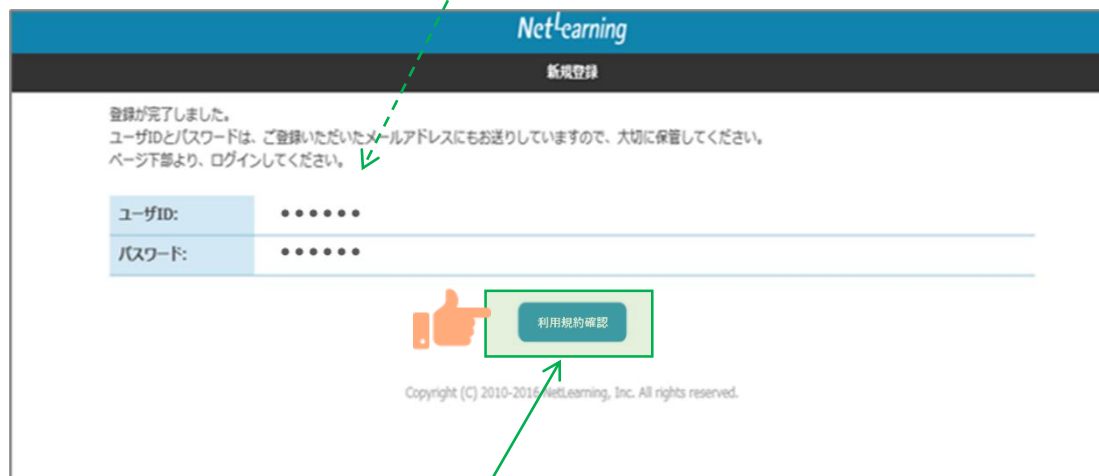 NetLearning
新規登録
登録が完了しました。
ユーザIDとパスワードは、ご登録いただいたメールアドレスにもお送りしていますので、大切に保管してください。
ページ下部より、ログインしてください。
ユーザID: ●●●●●●
パスワード: ●●●●●●
利用規約確認
Copyright (C) 2010-2016 NetLearning, Inc. All rights reserved.